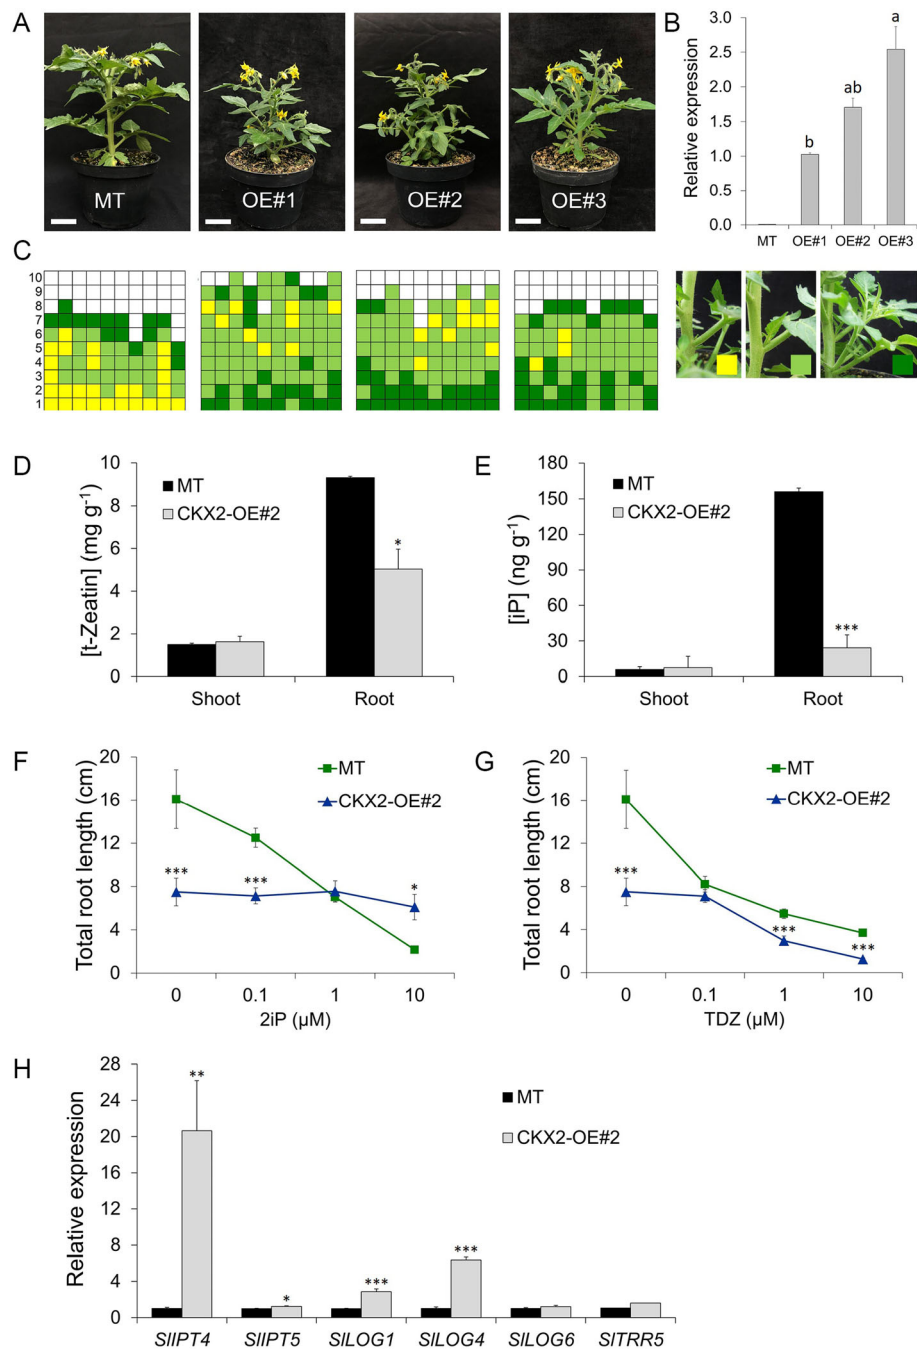 A
MT
OE#1
OE#2
OE#3
B
Relative expression
3.0
2.5
2.0
1.5
1.0
0.5
0.0
b
ab
a
MT OE#1 OE#2 OE#3
C
10
9
8
7
6
5
4
3
2
1
D
[t-Zeatin] (mg g-1)
10
8
6
4
2
0
MT
CKX2-OE#2
*
Shoot Root
E
[iP] (ng g-1)
180
150
120
90
60
30
0
MT
CKX2-OE#2
***
Shoot Root
F
Total root length (cm)
20
16
12
8
4
0
MT
CKX2-OE#2
*** *** *
0 0.1 1 10
2iP (µM)
G
Total root length (cm)
20
16
12
8
4
0
MT
CKX2-OE#2
***
***
***
0 0.1 1 10
TDZ (µM)
H
Relative expression
28
24
20
16
12
8
4
0
MT
CKX2-OE#2
**
*
***
***
SlIPT4 SlIPT5 SlLOG1 SlLOG4 SlLOG6 SlTRR5